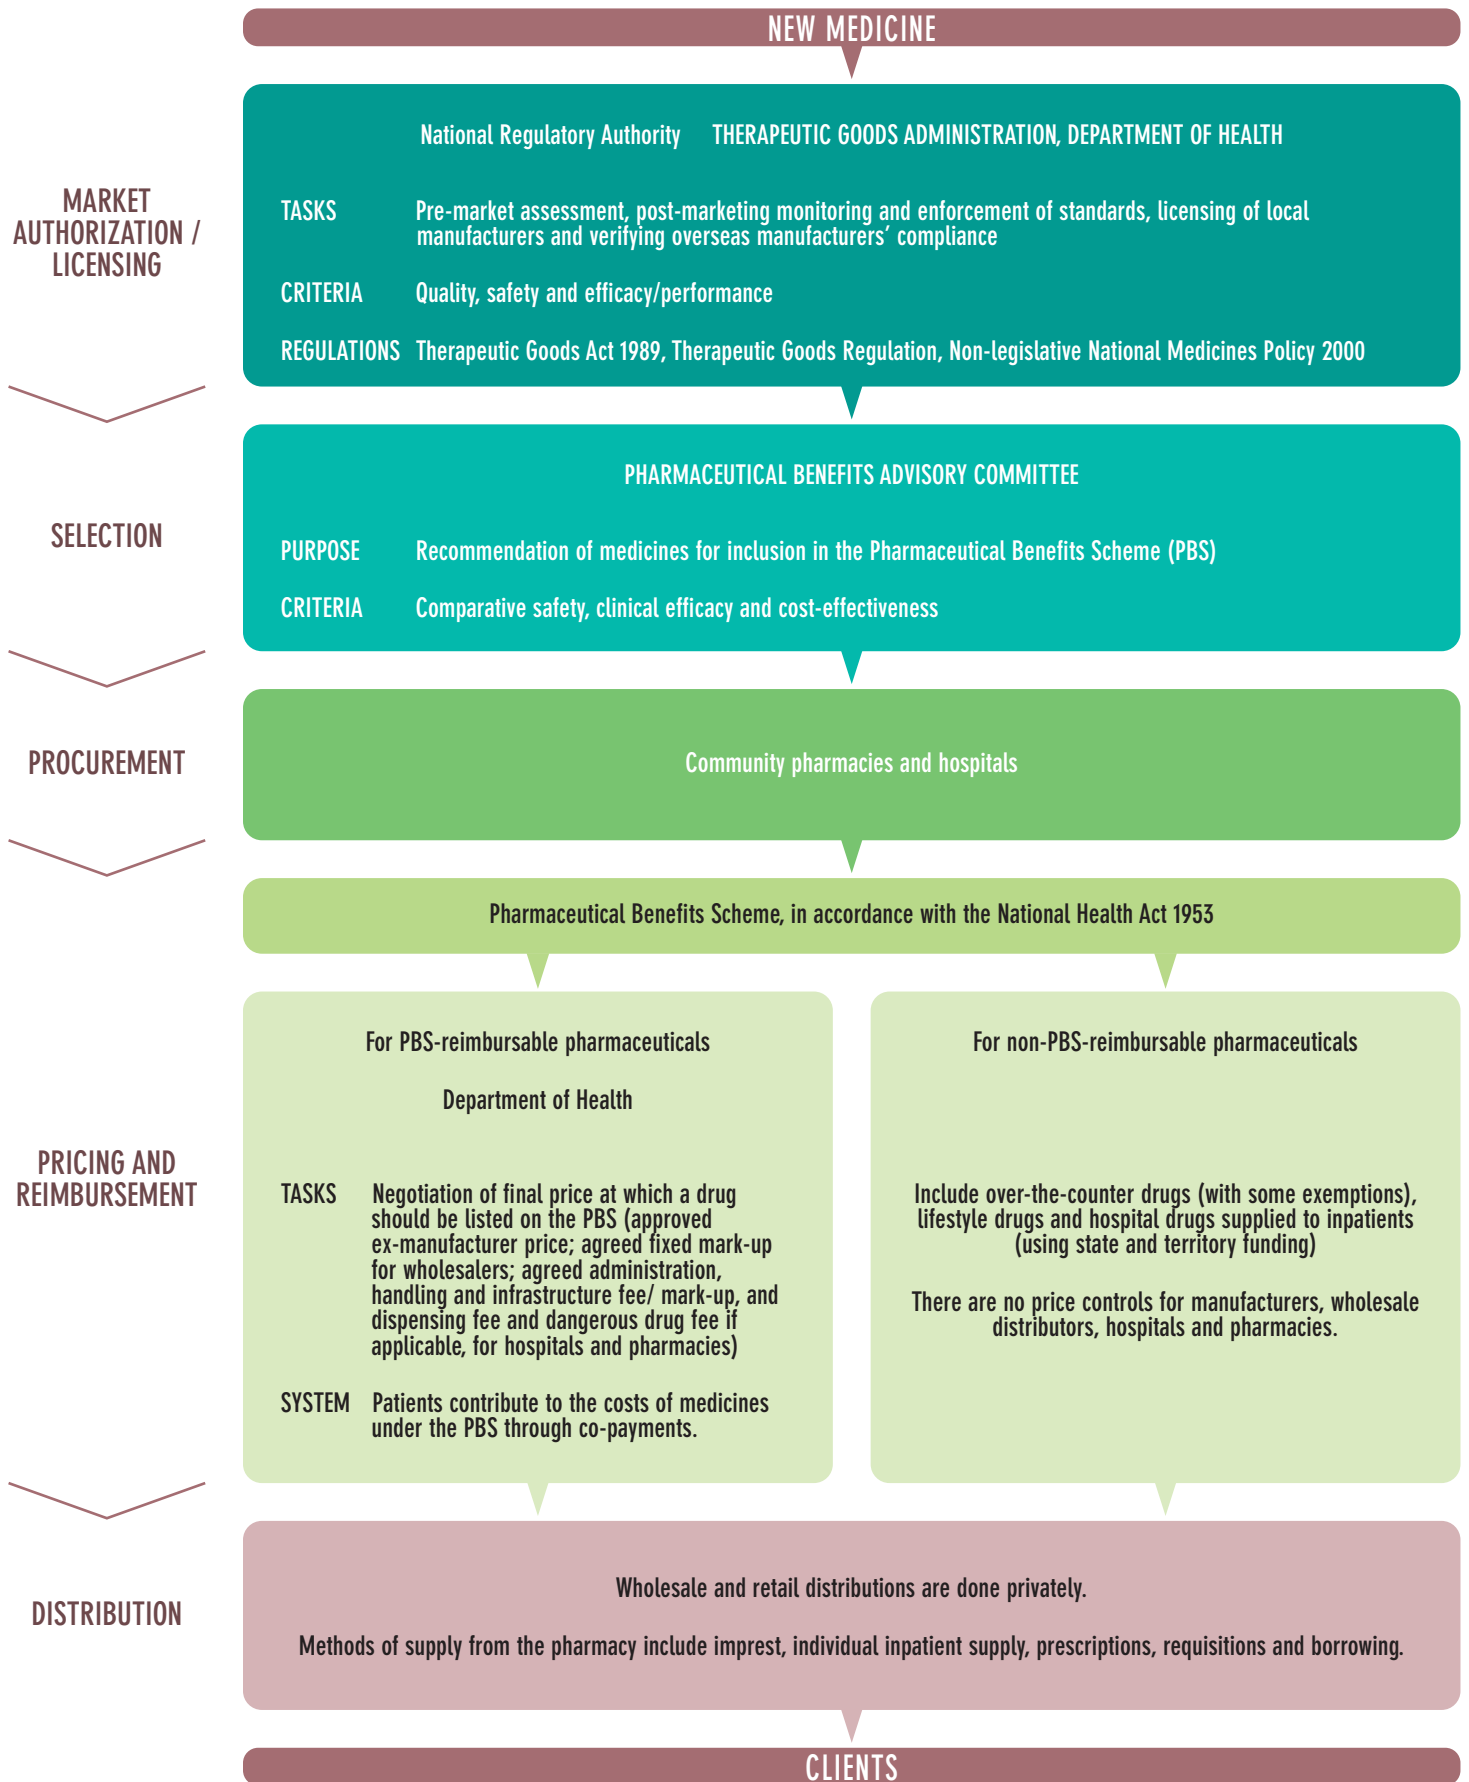 NEW MEDICINE
MARKET
AUTHORIZATION /
LICENSING
National Regulatory Authority THERAPEUTIC GOODS ADMINISTRATION, DEPARTMENT OF HEALTH
TASKS Pre-market assessment, post-marketing monitoring and enforcement of standards, licensing of local
manufacturers and verifying overseas manufacturers’ compliance
CRITERIA Quality, safety and efficacy/performance
REGULATIONS Therapeutic Goods Act 1989, Therapeutic Goods Regulation, Non-legislative National Medicines Policy 2000
SELECTION
PHARMACEUTICAL BENEFITS ADVISORY COMMITTEE
PURPOSE Recommendation of medicines for inclusion in the Pharmaceutical Benefits Scheme (PBS)
CRITERIA Comparative safety, clinical efficacy and cost-effectiveness
PROCUREMENT
Community pharmacies and hospitals
PRICING AND
REIMBURSEMENT
Pharmaceutical Benefits Scheme, in accordance with the National Health Act 1953
For PBS-reimbursable pharmaceuticals
Department of Health
TASKS Negotiation of final price at which a drug
should be listed on the PBS (approved
ex-manufacturer price; agreed fixed mark-up
for wholesalers; agreed administration,
handling and infrastructure fee/ mark-up, and
dispensing fee and dangerous drug fee if
applicable, for hospitals and pharmacies)
SYSTEM Patients contribute to the costs of medicines
under the PBS through co-payments.
For non-PBS-reimbursable pharmaceuticals
Include over-the-counter drugs (with some exemptions),
lifestyle drugs and hospital drugs supplied to inpatients
(using state and territory funding)
There are no price controls for manufacturers, wholesale
distributors, hospitals and pharmacies.
DISTRIBUTION
Wholesale and retail distributions are done privately.
Methods of supply from the pharmacy include imprest, individual inpatient supply, prescriptions, requisitions and borrowing.
CLIENTS